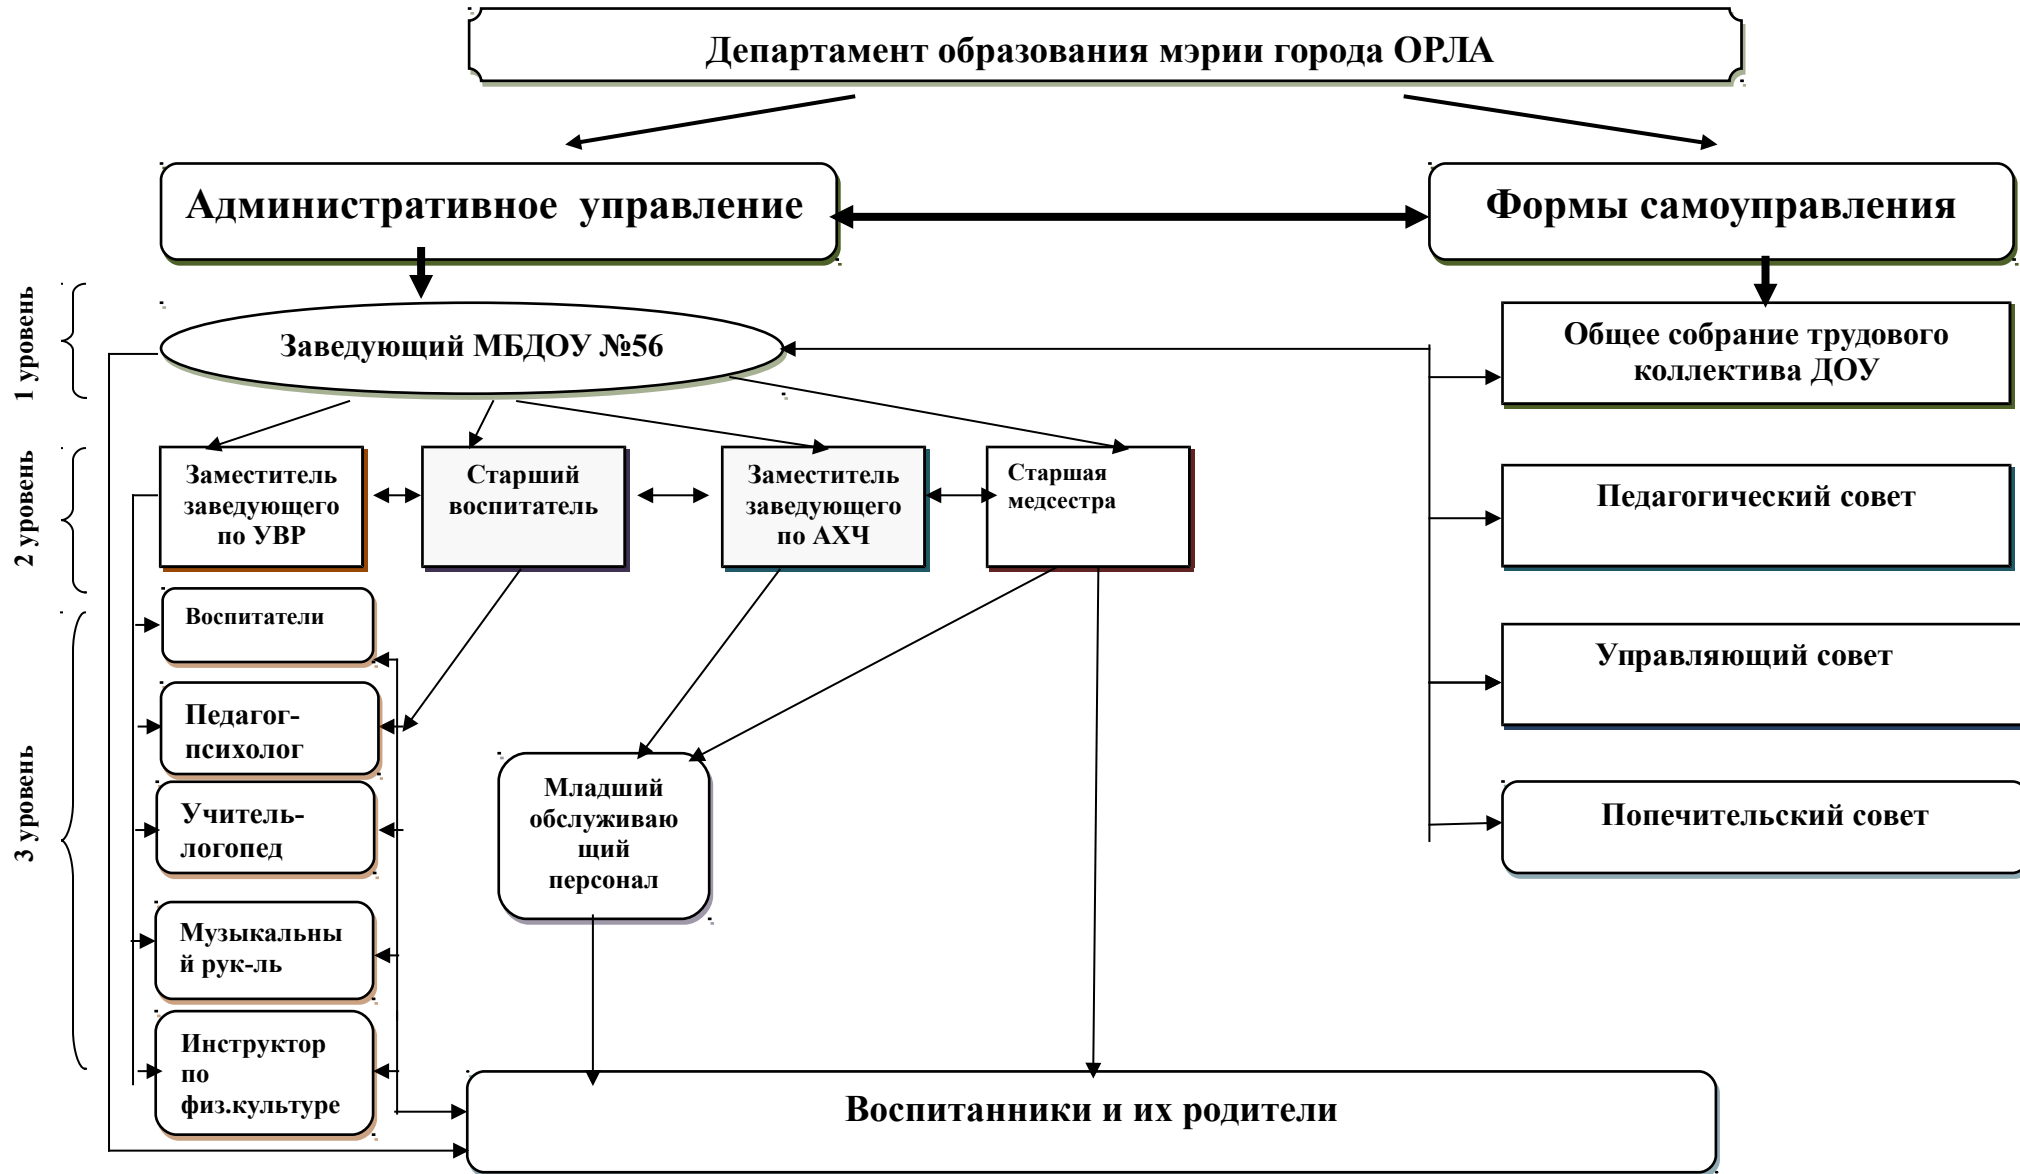 Департамент образования мэрии города ОРЛА
Административное управление
Формы самоуправления
1 уровень
Заведующий МБДОУ №56
Общее собрание трудового
коллектива ДОУ
2 уровень
Заместитель
заведующего
по УВР
Старший
воспитатель
Заместитель
заведующего
по АХЧ
Старшая
медсестра
Педагогический совет
3 уровень
Воспитатели
Управляющий совет
Педагог-
психолог
Учитель-
логопед
Младший
обслуживаю
щий
персонал
Попечительский совет
Музыкальны
й рук-ль
Инструктор
по
физ.культуре
Воспитанники и их родители